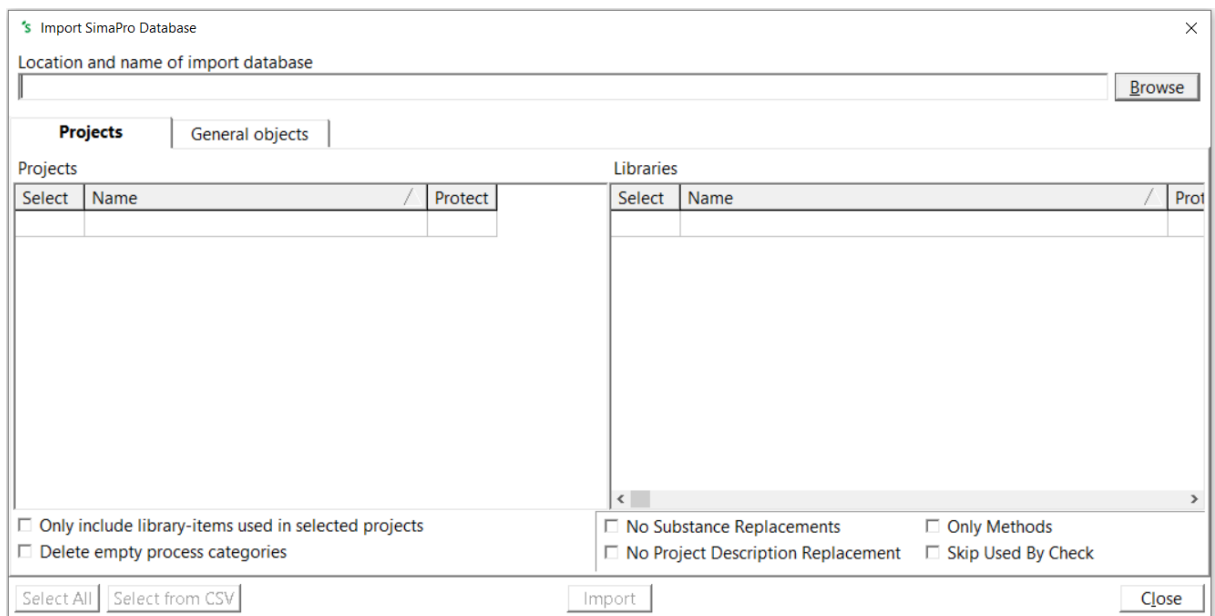 Import SimaPro Database
Location and name of import database
Browse
Projects General objects
Projects Libraries
Select Name Protect Select Name Prot
Only include library-items used in selected projects
Delete empty process categories
No Substance Replacements Only Methods
No Project Description Replacement Skip Used By Check
Select All Select from CSV Import Close